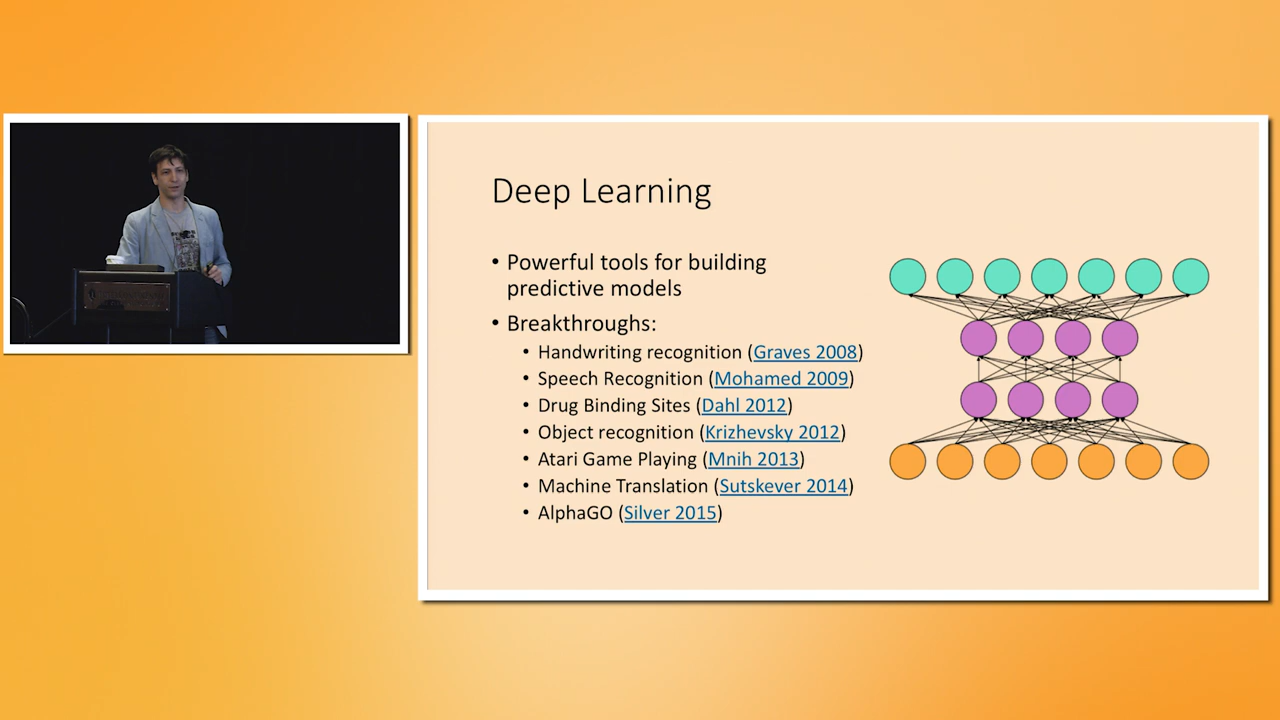 Deep Learning
• Powerful tools for building
predictive models
• Breakthroughs:
• Handwriting recognition (Graves 2008)
• Speech Recognition (Mohamed 2009)
• Drug Binding Sites (Dahl 2012)
• Object recognition (Krizhevsky 2012)
• Atari Game Playing (Mnih 2013)
• Machine Translation (Sutskever 2014)
• AlphaGO (Silver 2015)